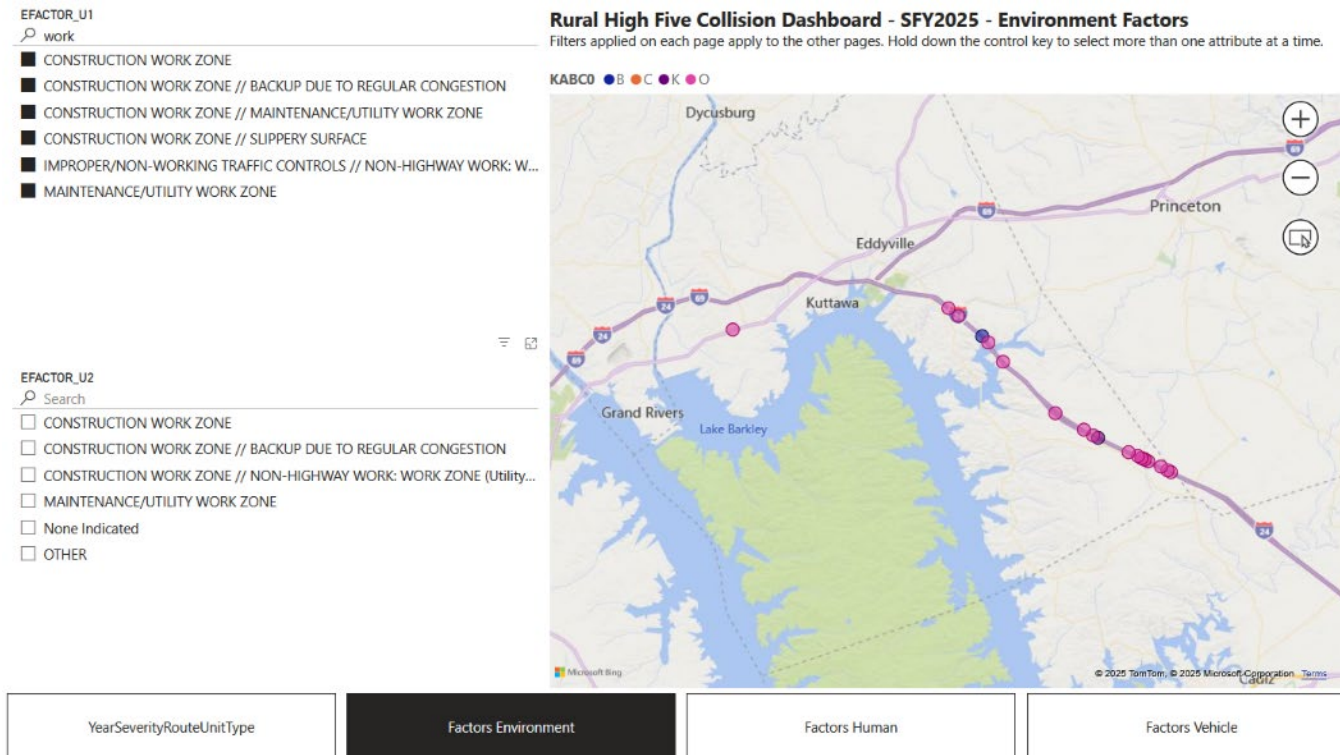 EFACTOR_U1
work
CONSTRUCTION WORK ZONE
CONSTRUCTION WORK ZONE // BACKUP DUE TO REGULAR CONGESTION
CONSTRUCTION WORK ZONE // MAINTENANCE/UTILITY WORK ZONE
CONSTRUCTION WORK ZONE // SLIPPERY SURFACE
IMPROPER/NON-WORKING TRAFFIC CONTROLS // NON-HIGHWAY WORK: W...
MAINTENANCE/UTILITY WORK ZONE
EFACTOR_U2
Search
CONSTRUCTION WORK ZONE
CONSTRUCTION WORK ZONE // BACKUP DUE TO REGULAR CONGESTION
CONSTRUCTION WORK ZONE // NON-HIGHWAY WORK: WORK ZONE (Utility...
MAINTENANCE/UTILITY WORK ZONE
None Indicated
OTHER
Rural High Five Collision Dashboard - SFY2025 - Environment Factors
Filters applied on each page apply to the other pages. Hold down the control key to select more than one attribute at a time.
KABC0 B C K O
Dycusburg
69
Princeton
69
Eddyville
Kuttawa
69
24
24
69
Grand Rivers
Lake Barkley
24
Microsoft Bing
© 2025 TomTom, © 2025 Microsoft Corporation Terms
Cadiz
YearSeverityRouteUnitType
Factors Environment
Factors Human
Factors Vehicle